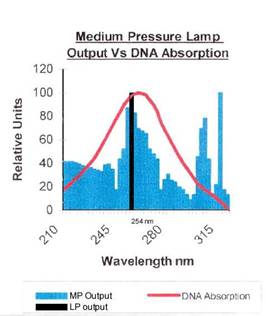 Medium Pressure Lamp
Output Vs DNA Absorption
120
100
80
60
40
20
0
Relative Units
254 nm
210
245
280
315
Wavelength nm
MP Output
DNA Absorption
LP output